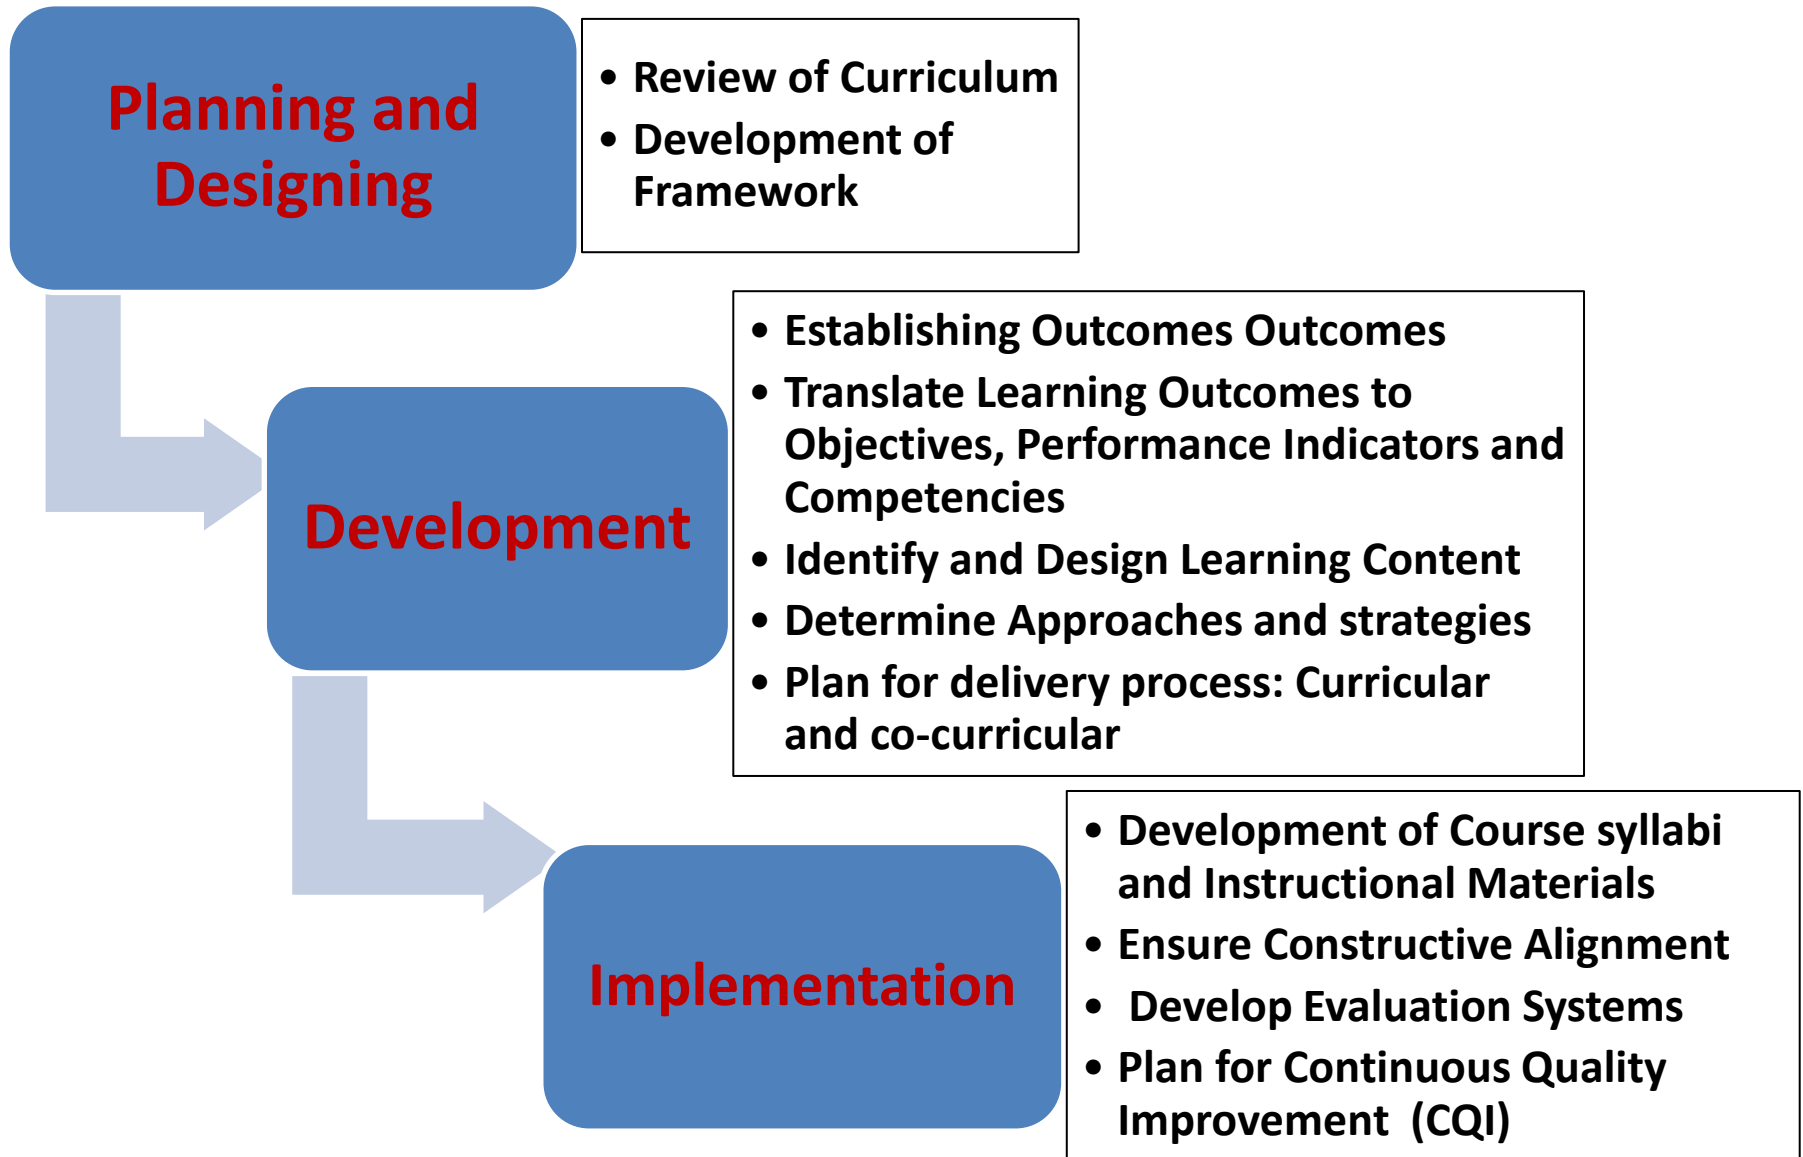 Planning and
Designing
• Review of Curriculum
• Development of
Framework
Development
• Establishing Outcomes Outcomes
• Translate Learning Outcomes to
Objectives, Performance Indicators and
Competencies
• Identify and Design Learning Content
• Determine Approaches and strategies
• Plan for delivery process: Curricular
and co-curricular
Implementation
• Development of Course syllabi
and Instructional Materials
• Ensure Constructive Alignment
• Develop Evaluation Systems
• Plan for Continuous Quality
Improvement (CQI)